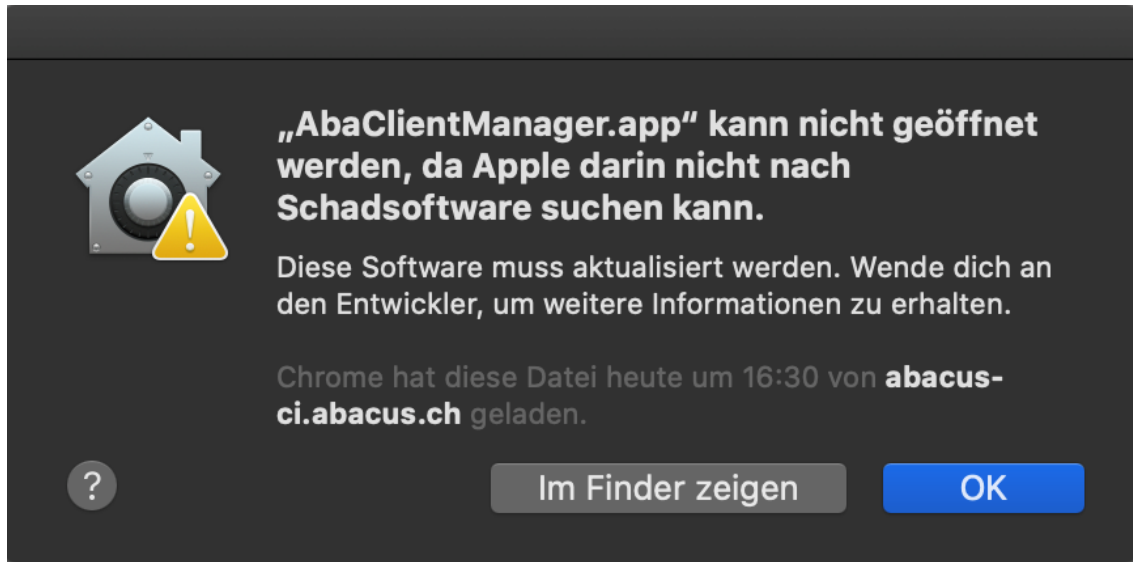 „AbaClientManager.app“ kann nicht geöffnet
werden, da Apple darin nicht nach
Schadsoftware suchen kann.
Diese Software muss aktualisiert werden. Wende dich an
den Entwickler, um weitere Informationen zu erhalten.
Chrome hat diese Datei heute um 16:30 von abacus-
ci.abacus.ch geladen.
?
Im Finder zeigen
OK